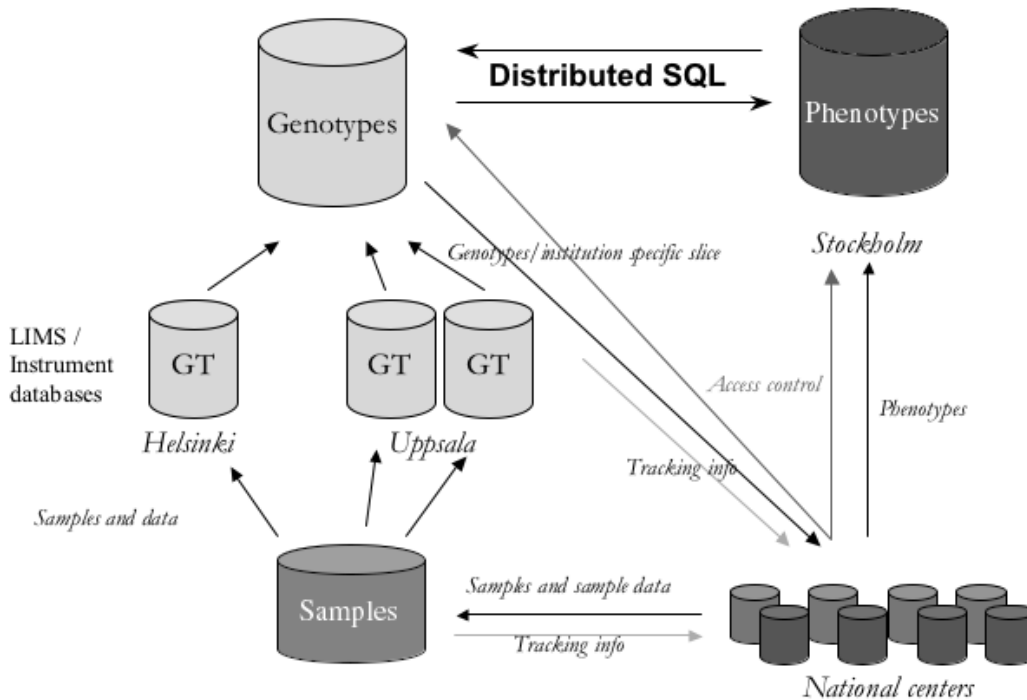 Distributed SQL
Genotypes
Phenotypes
Genotypes/institution specific slice
Stockholm
LIMS /
Instrument
databases
GT
GT
GT
Access control
Phenotypes
Helsinki
Uppsala
Tracking info
Samples and data
Samples
Samples and sample data
Tracking info
National centers